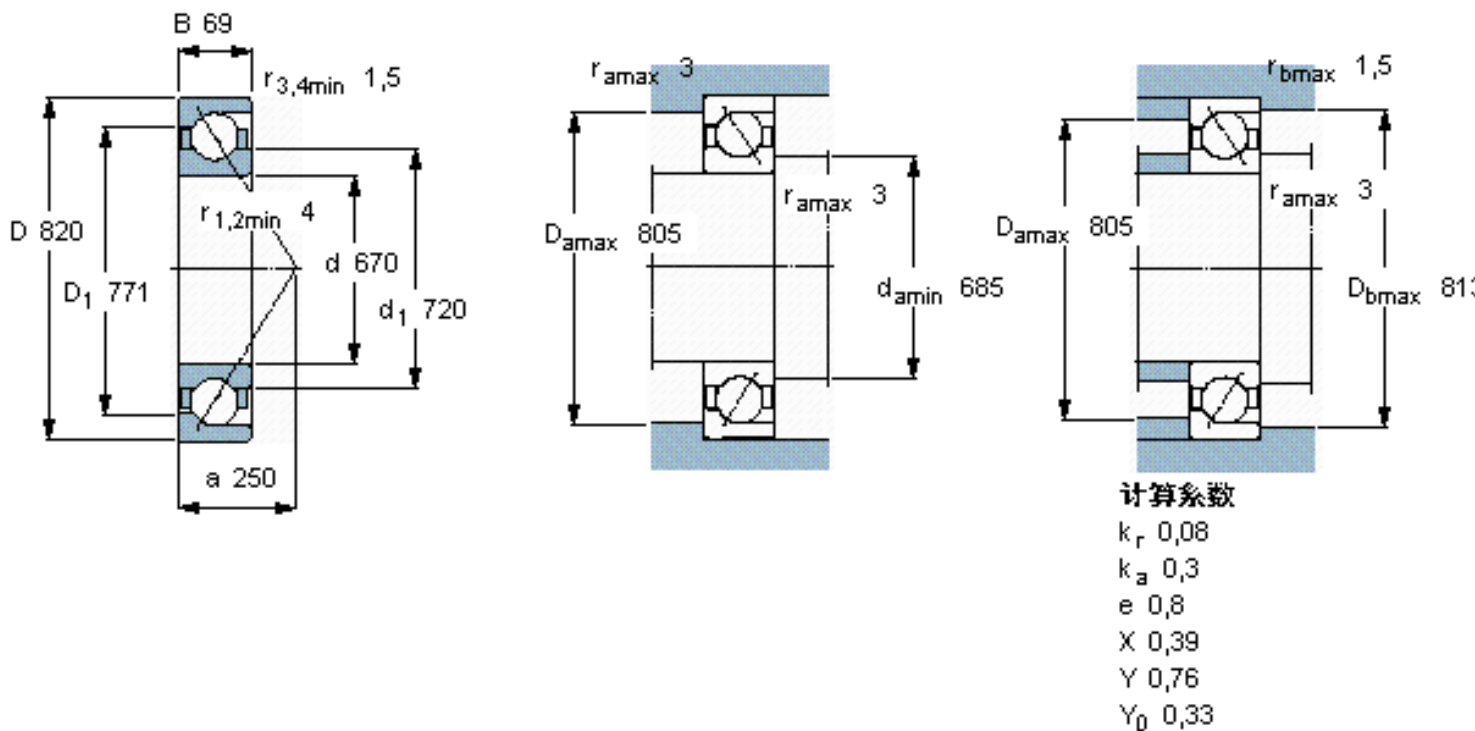 B 69
r3,4min 1,5
r1,2min 4
D 820
D1 771
d 670
d1 720
a 250
ramax 3
ramax 3
Damax 805
damin 685
rbmax 1,5
ramax 3
Damax 805
Dbmax 813
计算系数
kr 0,08
ka 0,3
e 0,8
X 0,39
Y 0,76
Y0 0,33